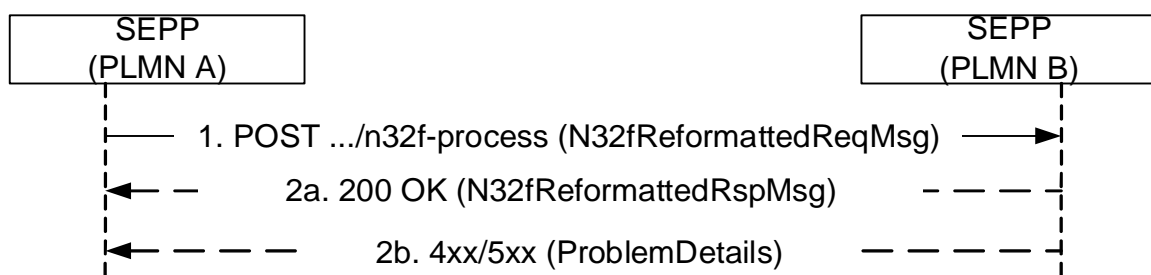 SEPP
(PLMN A)
SEPP
(PLMN B)
1. POST .../n32f-process (N32fReformattedReqMsg)
2a. 200 OK (N32fReformattedRspMsg)
2b. 4xx/5xx (ProblemDetails)